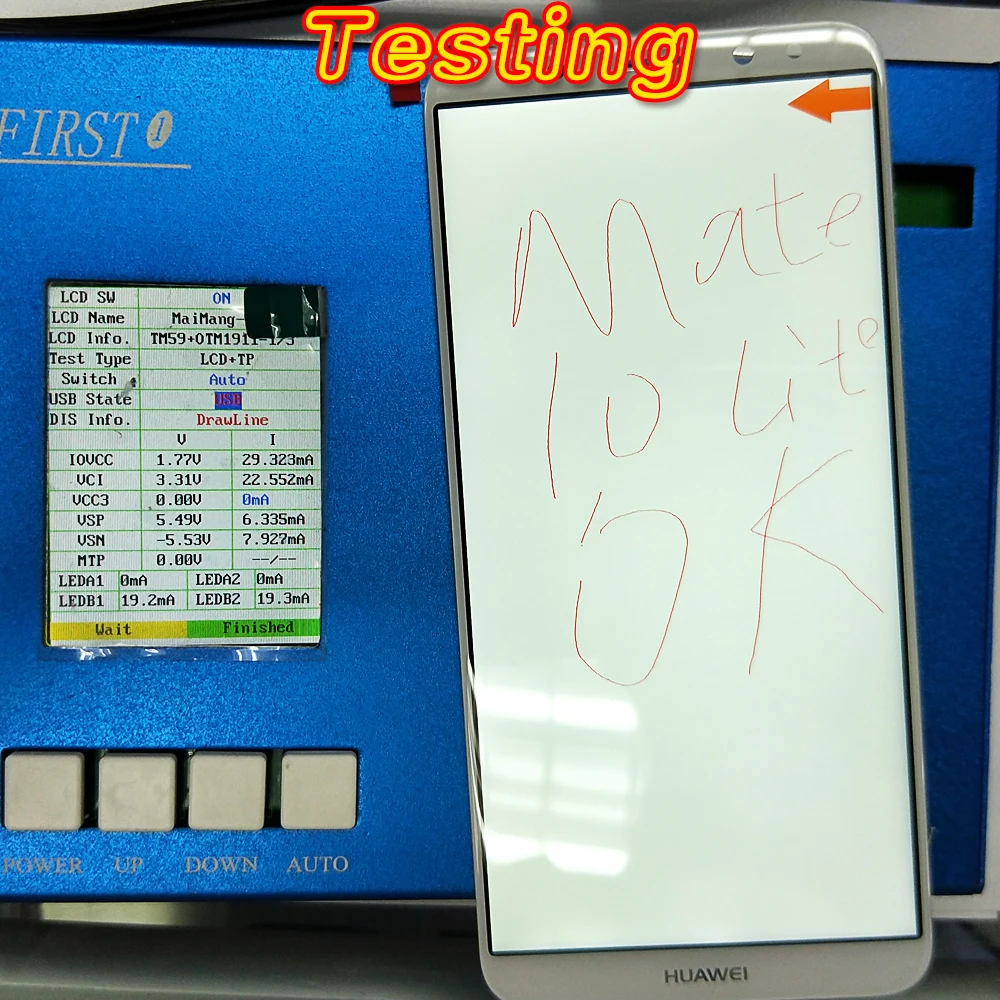 Testing
FIRST 1
LCD SW ON
LCD Name MaiMang-
LCD Info. TM59+OTM1911-1/3
Test Type LCD+TP
Switch Auto
USB State USB
DIS Info. DrawLine
V I
IOVCC 1.77V 29.323mA
VCI 3.31V 22.552mA
VCC3 0.00V 0mA
VSP 5.49V 6.335mA
VSN -5.53V 7.927mA
MTP 0.00V --/--
LEDA1 0mA LEDA2 0mA
LEDB1 19.2mA LEDB2 19.3mA
Wait Finished
POWER UP DOWN AUTO
Mate
10 Lite
OK
HUAWEI